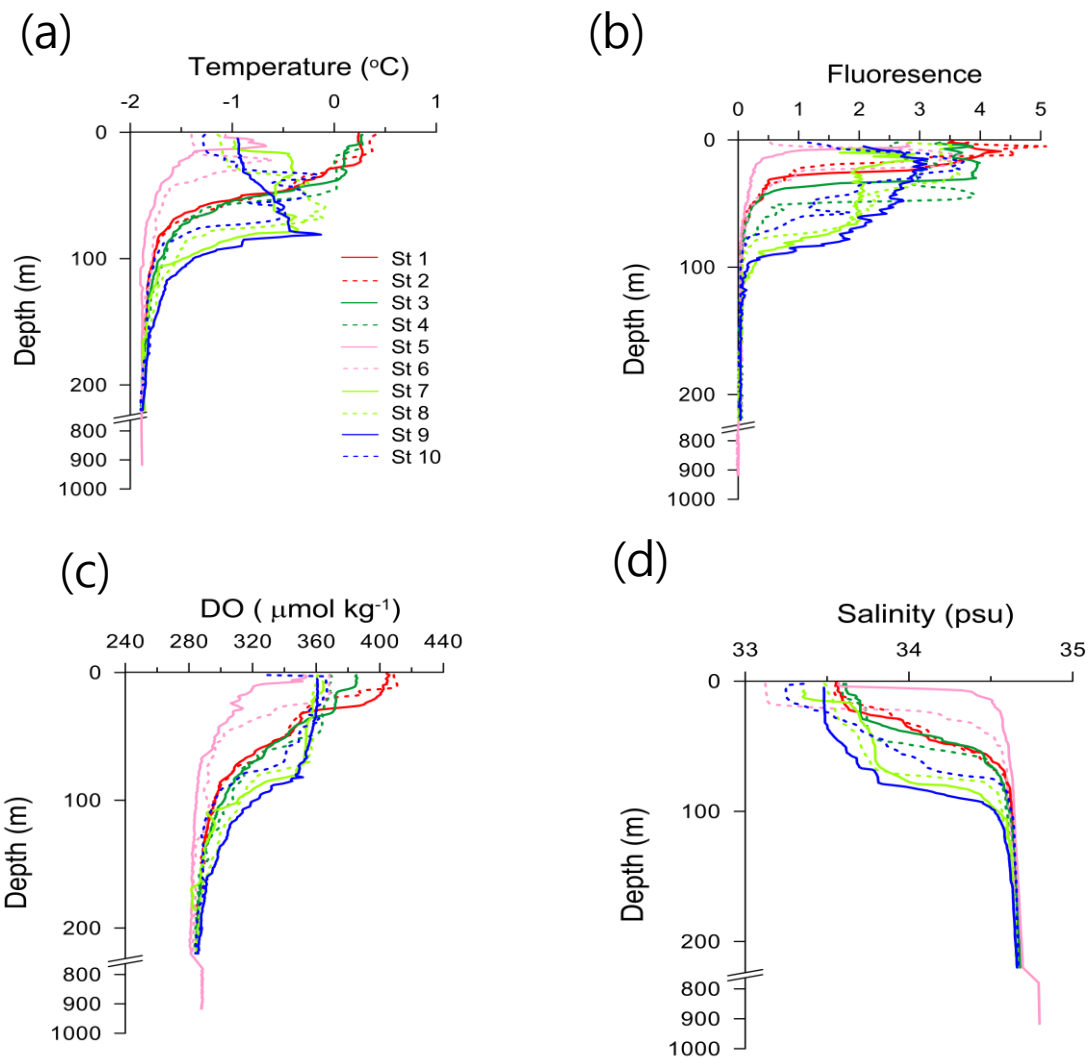 (a)
Temperature (oC)
-2 -1 0 1
0
100
200
800
900
1000
Depth (m)
St 1
St 2
St 3
St 4
St 5
St 6
St 7
St 8
St 9
St 10
(b)
Fluoresence
0 1 2 3 4 5
0
100
200
800
900
1000
Depth (m)
(c)
DO ( μmol kg-1)
240 280 320 360 400 440
0
100
200
800
900
1000
Depth (m)
(d)
Salinity (psu)
33 34 35
0
100
200
800
900
1000
Depth (m)